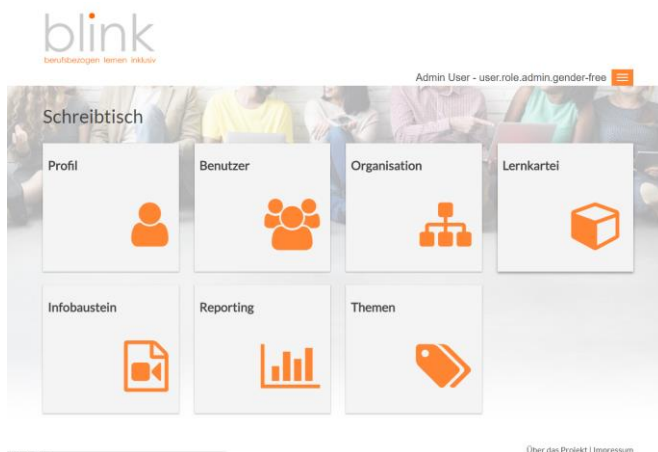 blink
berufsbezogen lernen inklusiv
Admin User - user.role.admin.gender-free
Schreibtisch
Profil
Benutzer
Organisation
Lernkartei
Infobaustein
Reporting
Themen
Über das Projekt | Impressum